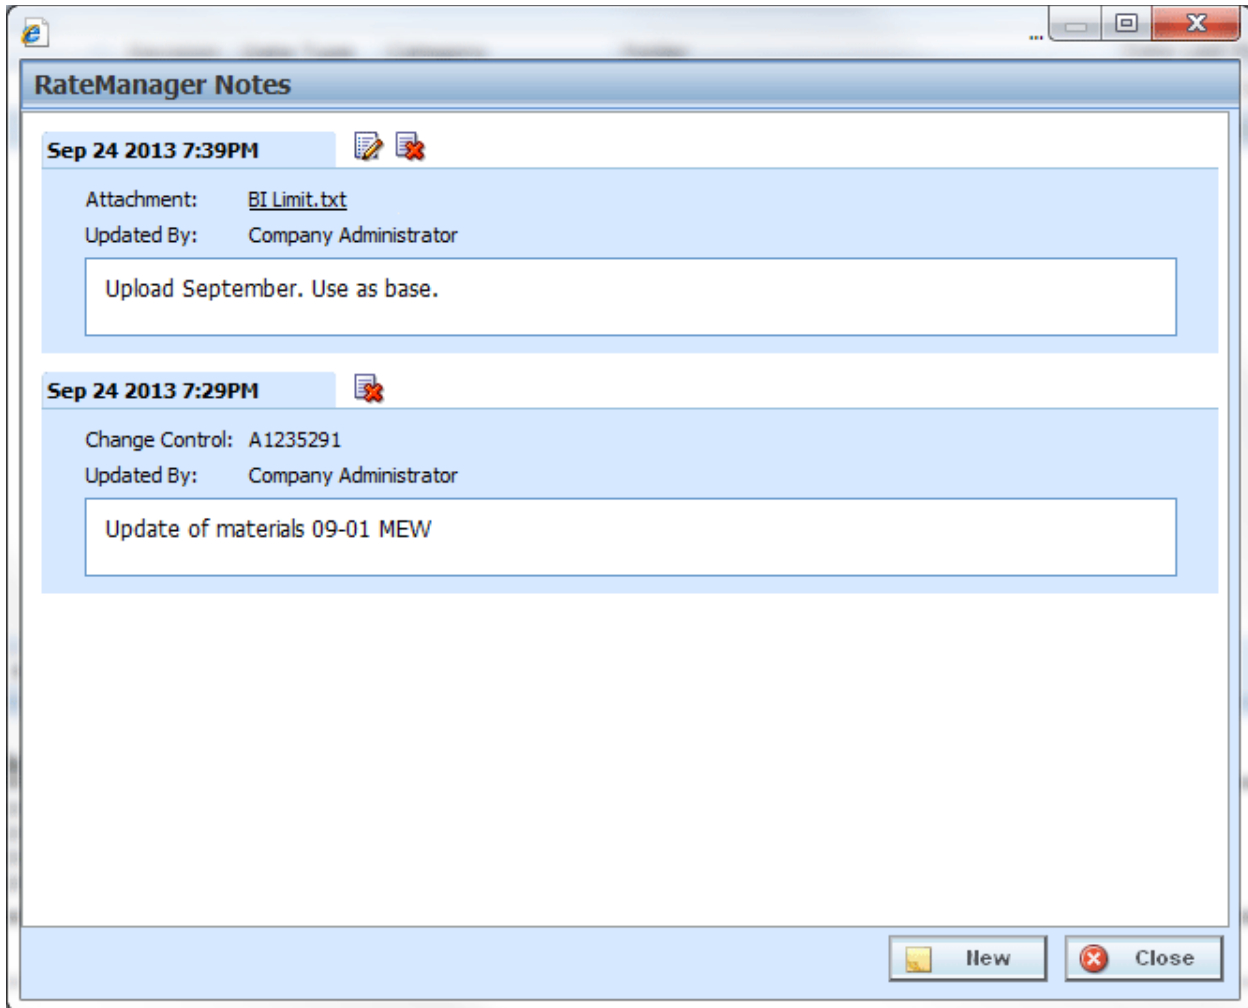 ...
RateManager Notes
Sep 24 2013 7:39PM
Attachment: BI Limit.txt
Updated By: Company Administrator
Upload September. Use as base.
Sep 24 2013 7:29PM
Change Control: A1235291
Updated By: Company Administrator
Update of materials 09-01 MEW
New Close